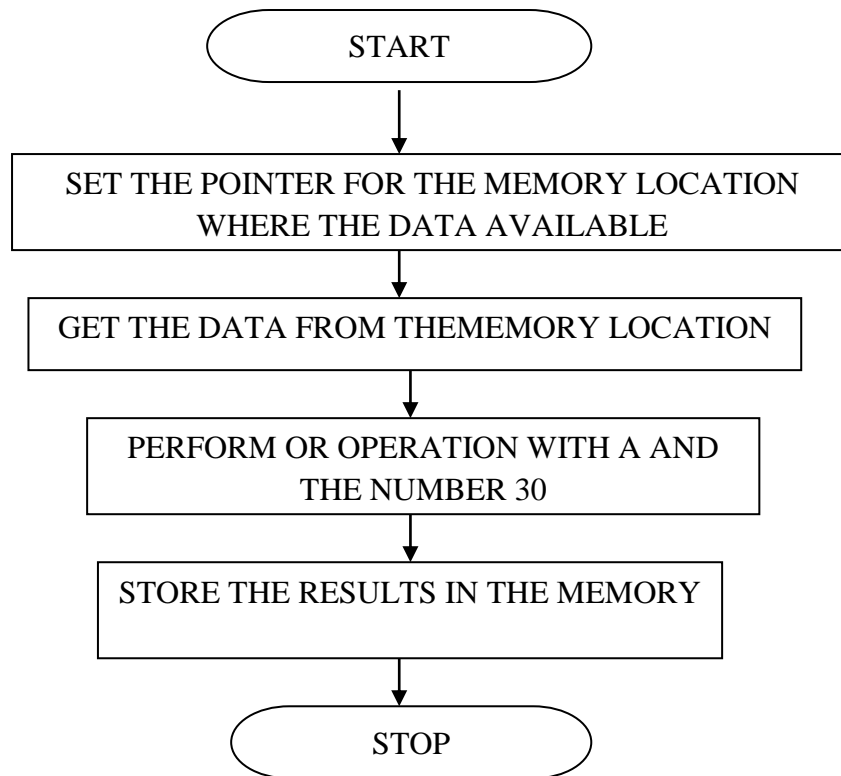 START
SET THE POINTER FOR THE MEMORY LOCATION
WHERE THE DATA AVAILABLE
GET THE DATA FROM THEMEMORY LOCATION
PERFORM OR OPERATION WITH A AND
THE NUMBER 30
STORE THE RESULTS IN THE MEMORY
STOP